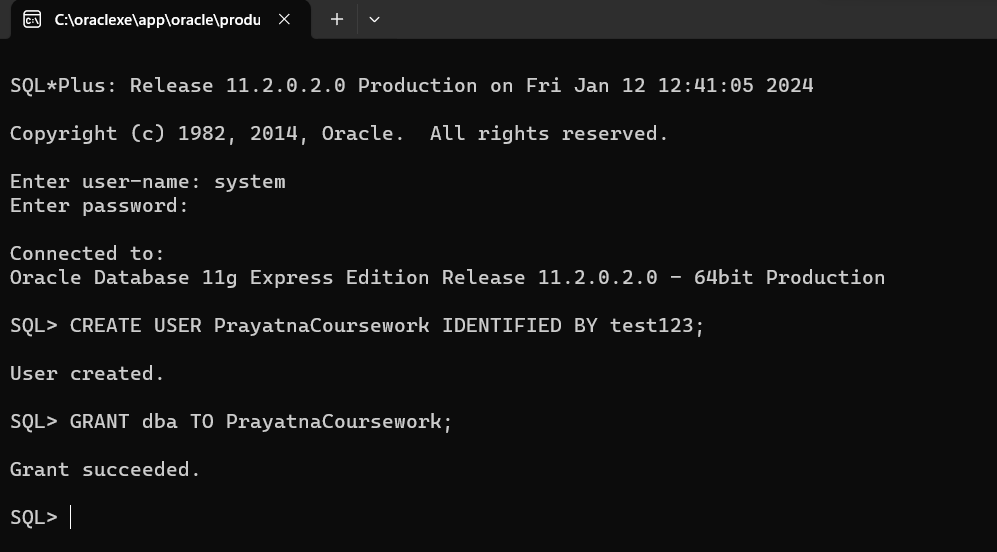 C:\oraclexe\app\oracle\produ
SQL*Plus: Release 11.2.0.2.0 Production on Fri Jan 12 12:41:05 2024
Copyright (c) 1982, 2014, Oracle.  All rights reserved.
Enter user-name: system
Enter password:
Connected to:
Oracle Database 11g Express Edition Release 11.2.0.2.0 - 64bit Production
SQL> CREATE USER PrayatnaCoursework IDENTIFIED BY test123;
User created.
SQL> GRANT dba TO PrayatnaCoursework;
Grant succeeded.
SQL>